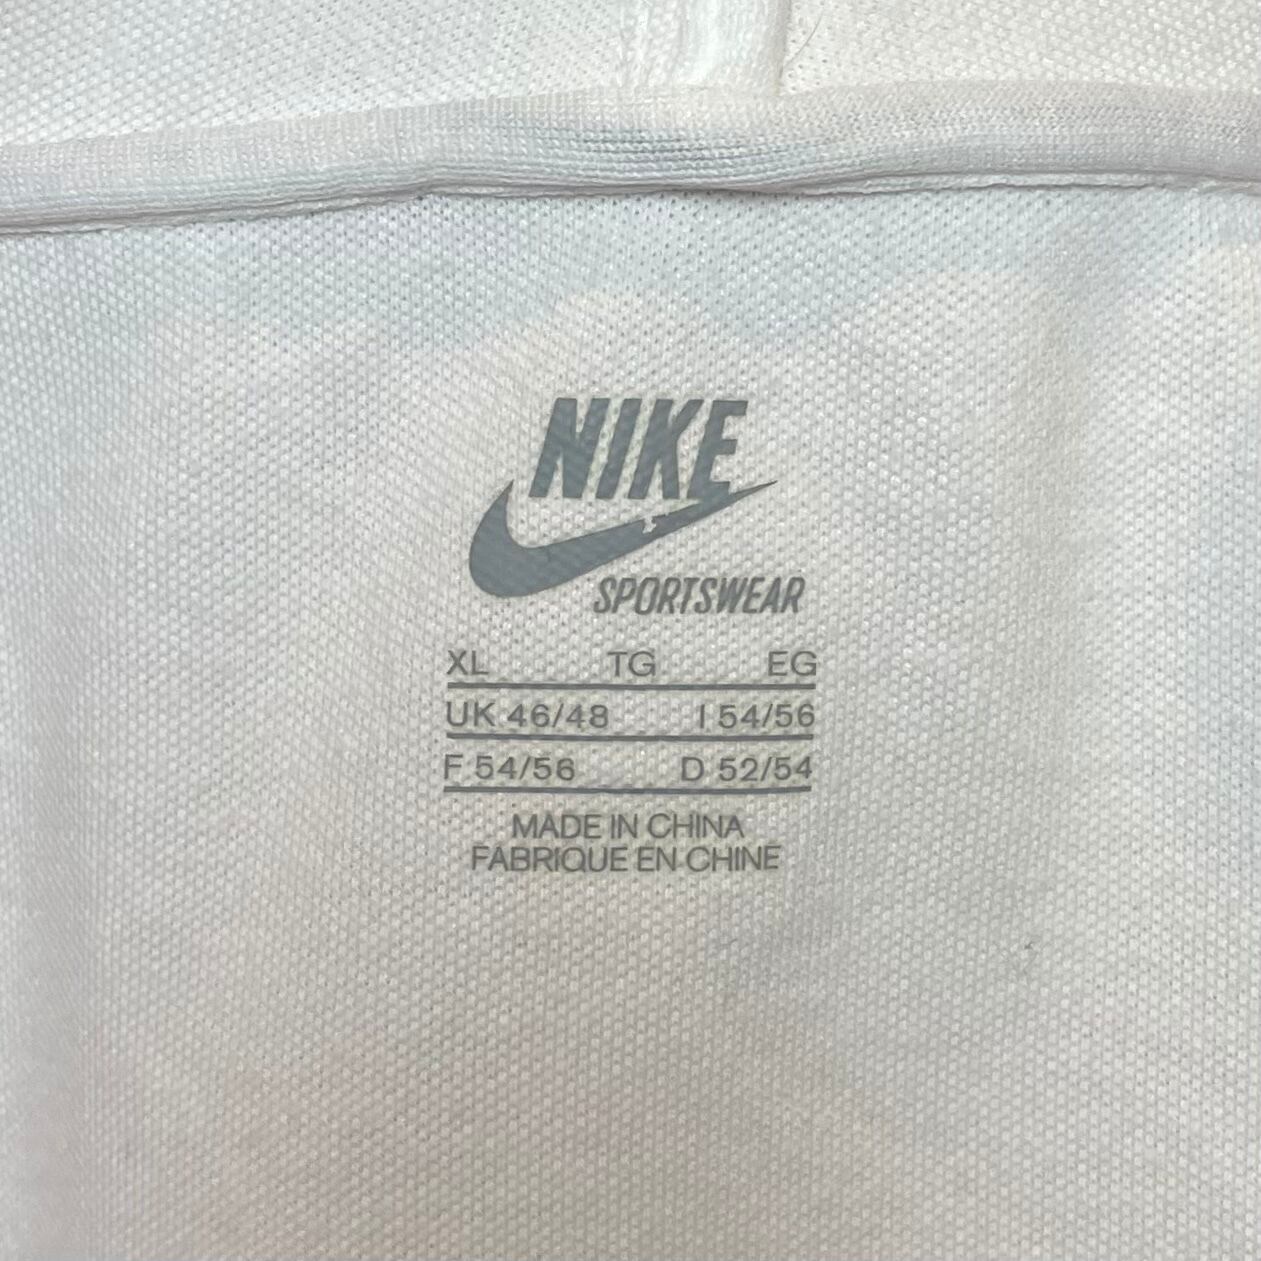 NIKE
SPORTSWEAR
XL TG EG
UK 46/48 I 54/56
F 54/56 D 52/54
MADE IN CHINA
FABRIQUE EN CHINE